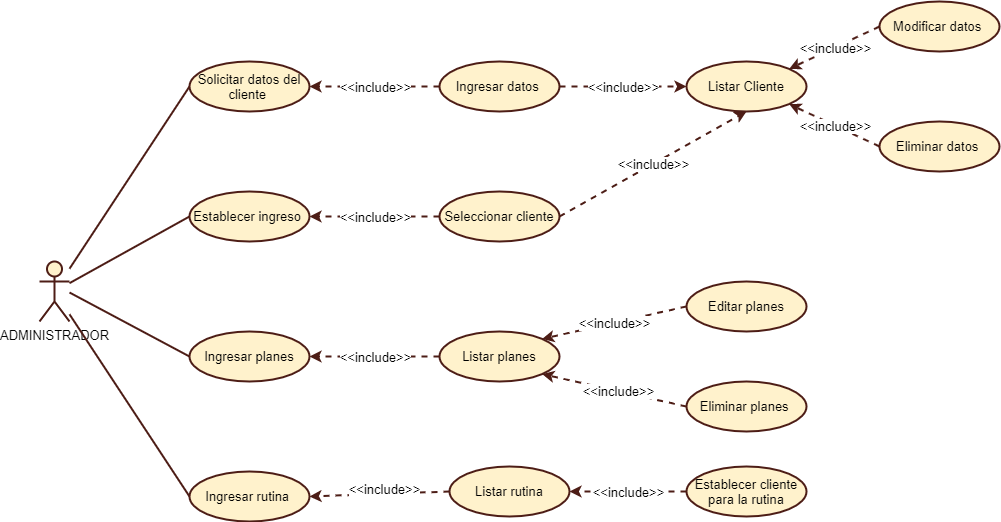 Modificar datos
<<include>>
Solicitar datos del
cliente
<<include>>
Ingresar datos
<<include>>
Listar Cliente
<<include>>
Eliminar datos
<<include>>
Establecer ingreso
<<include>>
Seleccionar cliente
ADMINISTRADOR
Editar planes
<<include>>
Ingresar planes
<<include>>
Listar planes
<<include>>
Eliminar planes
Ingresar rutina
<<include>>
Listar rutina
<<include>>
Establecer cliente
para la rutina